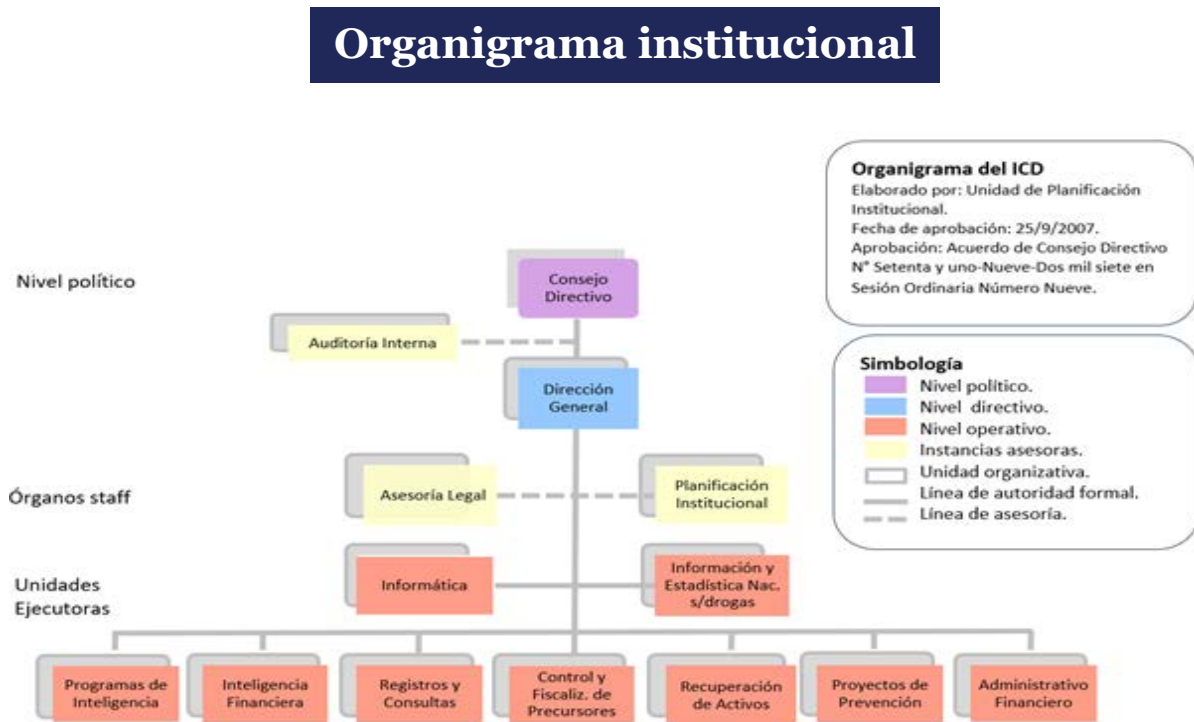 Organigrama institucional
Organigrama del ICD
Elaborado por: Unidad de Planificación
Institucional.
Fecha de aprobación: 25/9/2007.
Aprobación: Acuerdo de Consejo Directivo
N° Setenta y uno-Nueve-Dos mil siete en
Sesión Ordinaria Número Nueve.
Nivel político
Consejo
Directivo
Auditoría Interna
Dirección
General
Simbología
Nivel político.
Nivel directivo.
Nivel operativo.
Instancias asesoras.
Unidad organizativa.
Línea de autoridad formal.
Línea de asesoría.
Órganos staff
Asesoría Legal
Planificación
Institucional
Unidades
Ejecutoras
Informática
Información y
Estadística Nac.
s/drogas
Programas de
Inteligencia
Inteligencia
Financiera
Registros y
Consultas
Control y
Fiscaliz. de
Precursores
Recuperación
de Activos
Proyectos de
Prevención
Administrativo
Financiero